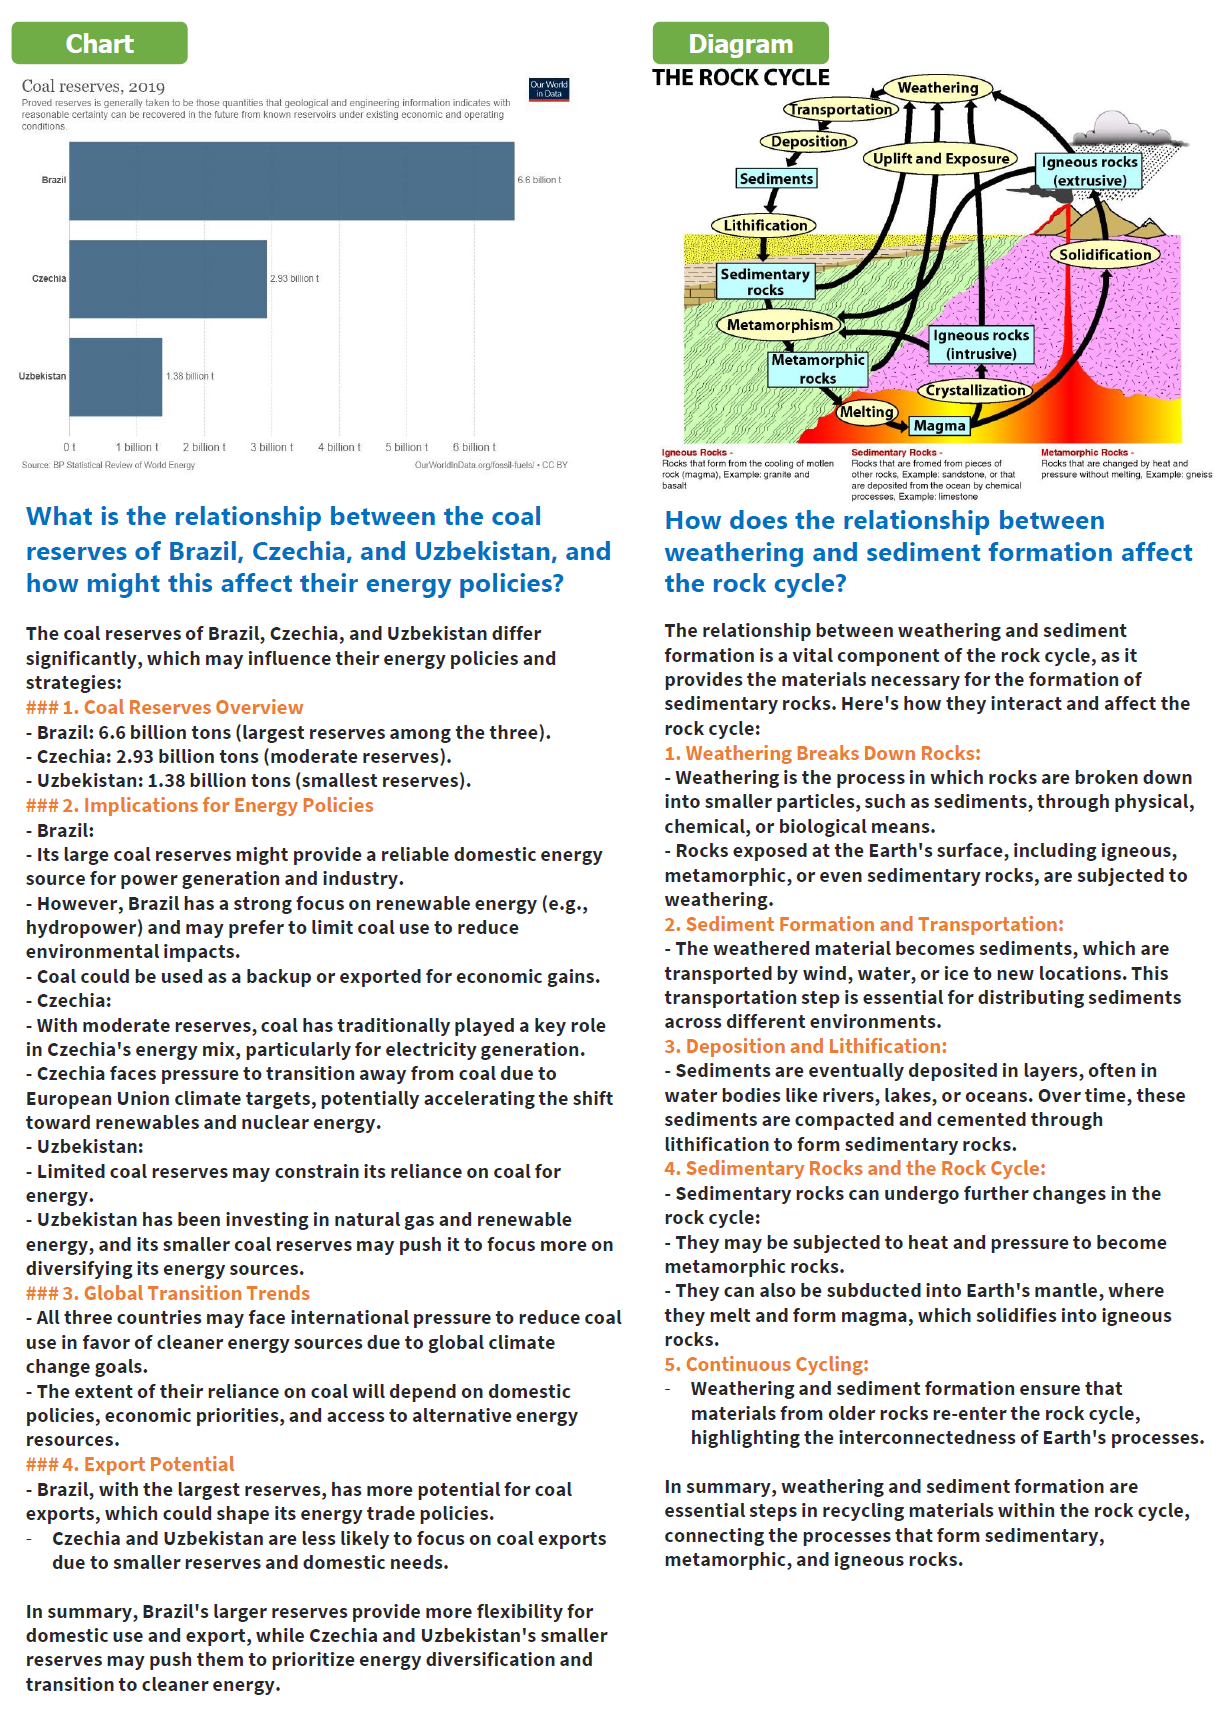 Chart
Coal reserves, 2019
Our World
in Data
Proved reserves is generally taken to be those quantities that geological and engineering information indicates with
reasonable certainty can be recovered in the future from known reservoirs under existing economic and operating
conditions.
Brazil
6.6 billion t
Czechia
2.93 billion t
Uzbekistan
1.38 billion t
0 t
1 billion t
2 billion t
3 billion t
4 billion t
5 billion t
6 billion t
Source: BP Statistical Review of World Energy
OurWorldInData.org/fossil-fuels/ • CC BY
What is the relationship between the coal
reserves of Brazil, Czechia, and Uzbekistan, and
how might this affect their energy policies?
The coal reserves of Brazil, Czechia, and Uzbekistan differ
significantly, which may influence their energy policies and
strategies:
### 1. Coal Reserves Overview
- Brazil: 6.6 billion tons (largest reserves among the three).
- Czechia: 2.93 billion tons (moderate reserves).
- Uzbekistan: 1.38 billion tons (smallest reserves).
### 2. Implications for Energy Policies
- Brazil:
- Its large coal reserves might provide a reliable domestic energy
source for power generation and industry.
- However, Brazil has a strong focus on renewable energy (e.g.,
hydropower) and may prefer to limit coal use to reduce
environmental impacts.
- Coal could be used as a backup or exported for economic gains.
- Czechia:
- With moderate reserves, coal has traditionally played a key role
in Czechia's energy mix, particularly for electricity generation.
- Czechia faces pressure to transition away from coal due to
European Union climate targets, potentially accelerating the shift
toward renewables and nuclear energy.
- Uzbekistan:
- Limited coal reserves may constrain its reliance on coal for
energy.
- Uzbekistan has been investing in natural gas and renewable
energy, and its smaller coal reserves may push it to focus more on
diversifying its energy sources.
### 3. Global Transition Trends
- All three countries may face international pressure to reduce coal
use in favor of cleaner energy sources due to global climate
change goals.
- The extent of their reliance on coal will depend on domestic
policies, economic priorities, and access to alternative energy
resources.
### 4. Export Potential
- Brazil, with the largest reserves, has more potential for coal
exports, which could shape its energy trade policies.
- Czechia and Uzbekistan are less likely to focus on coal exports
due to smaller reserves and domestic needs.
In summary, Brazil's larger reserves provide more flexibility for
domestic use and export, while Czechia and Uzbekistan's smaller
reserves may push them to prioritize energy diversification and
transition to cleaner energy.
Diagram
THE ROCK CYCLE
Weathering
Transportation
Deposition
Uplift and Exposure
Igneous rocks
(extrusive)
Sediments
Lithification
Solidification
Sedimentary
rocks
Metamorphism
Igneous rocks
(intrusive)
Metamorphic
rocks
Crystallization
Melting
Magma
Igneous Rocks -
Rocks that form from the cooling of molten
rock (magma), Example: granite and
basalt
Sedimentary Rocks -
Rocks that are fromed from pieces of
other rocks, Example: sandstone, or that
are deposited from the ocean by chemical
processes, Example: limestone
Metamorphic Rocks -
Rocks that are changed by heat and
pressure without melting, Example: gneiss
How does the relationship between
weathering and sediment formation affect
the rock cycle?
The relationship between weathering and sediment
formation is a vital component of the rock cycle, as it
provides the materials necessary for the formation of
sedimentary rocks. Here's how they interact and affect the
rock cycle:
1. Weathering Breaks Down Rocks:
- Weathering is the process in which rocks are broken down
into smaller particles, such as sediments, through physical,
chemical, or biological means.
- Rocks exposed at the Earth's surface, including igneous,
metamorphic, or even sedimentary rocks, are subjected to
weathering.
2. Sediment Formation and Transportation:
- The weathered material becomes sediments, which are
transported by wind, water, or ice to new locations. This
transportation step is essential for distributing sediments
across different environments.
3. Deposition and Lithification:
- Sediments are eventually deposited in layers, often in
water bodies like rivers, lakes, or oceans. Over time, these
sediments are compacted and cemented through
lithification to form sedimentary rocks.
4. Sedimentary Rocks and the Rock Cycle:
- Sedimentary rocks can undergo further changes in the
rock cycle:
- They may be subjected to heat and pressure to become
metamorphic rocks.
- They can also be subducted into Earth's mantle, where
they melt and form magma, which solidifies into igneous
rocks.
5. Continuous Cycling:
- Weathering and sediment formation ensure that
materials from older rocks re-enter the rock cycle,
highlighting the interconnectedness of Earth's processes.
In summary, weathering and sediment formation are
essential steps in recycling materials within the rock cycle,
connecting the processes that form sedimentary,
metamorphic, and igneous rocks.